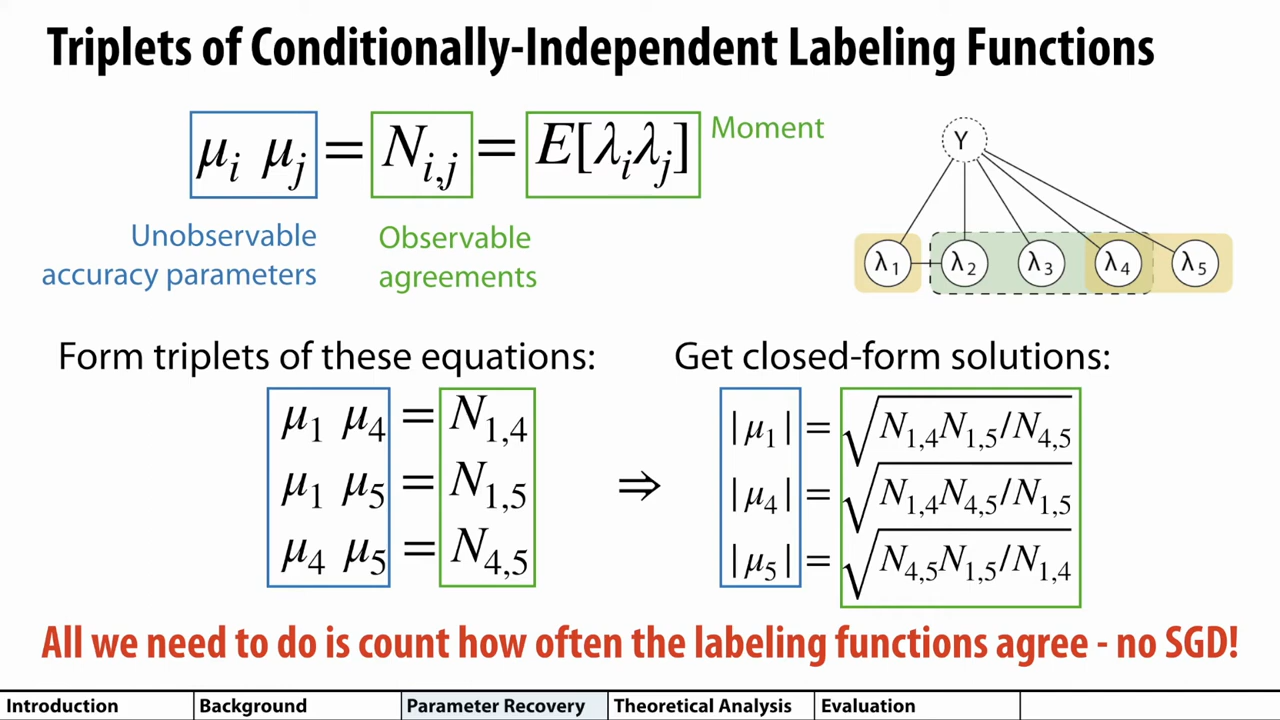 Triplets of Conditionally-Independent Labeling Functions
μi μj = Ni,j = E[λiλj] Moment
Unobservable accuracy parameters
Observable agreements
Y
λ1 λ2 λ3 λ4 λ5
Form triplets of these equations:
μ1 μ4 = N1,4
μ1 μ5 = N1,5
μ4 μ5 = N4,5
⇒
Get closed-form solutions:
|μ1| = √N1,4N1,5/N4,5
|μ4| = √N1,4N4,5/N1,5
|μ5| = √N4,5N1,5/N1,4
All we need to do is count how often the labeling functions agree - no SGD!
Introduction Background Parameter Recovery Theoretical Analysis Evaluation